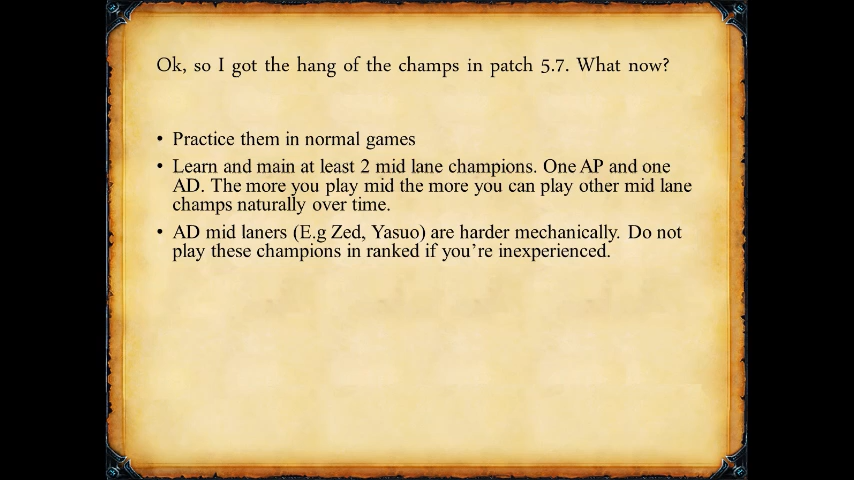 Ok, so I got the hang of the champs in patch 5.7. What now?
• Practice them in normal games
• Learn and main at least 2 mid lane champions. One AP and one
AD. The more you play mid the more you can play other mid lane
champs naturally over time.
• AD mid laners (E.g Zed, Yasuo) are harder mechanically. Do not
play these champions in ranked if you’re inexperienced.